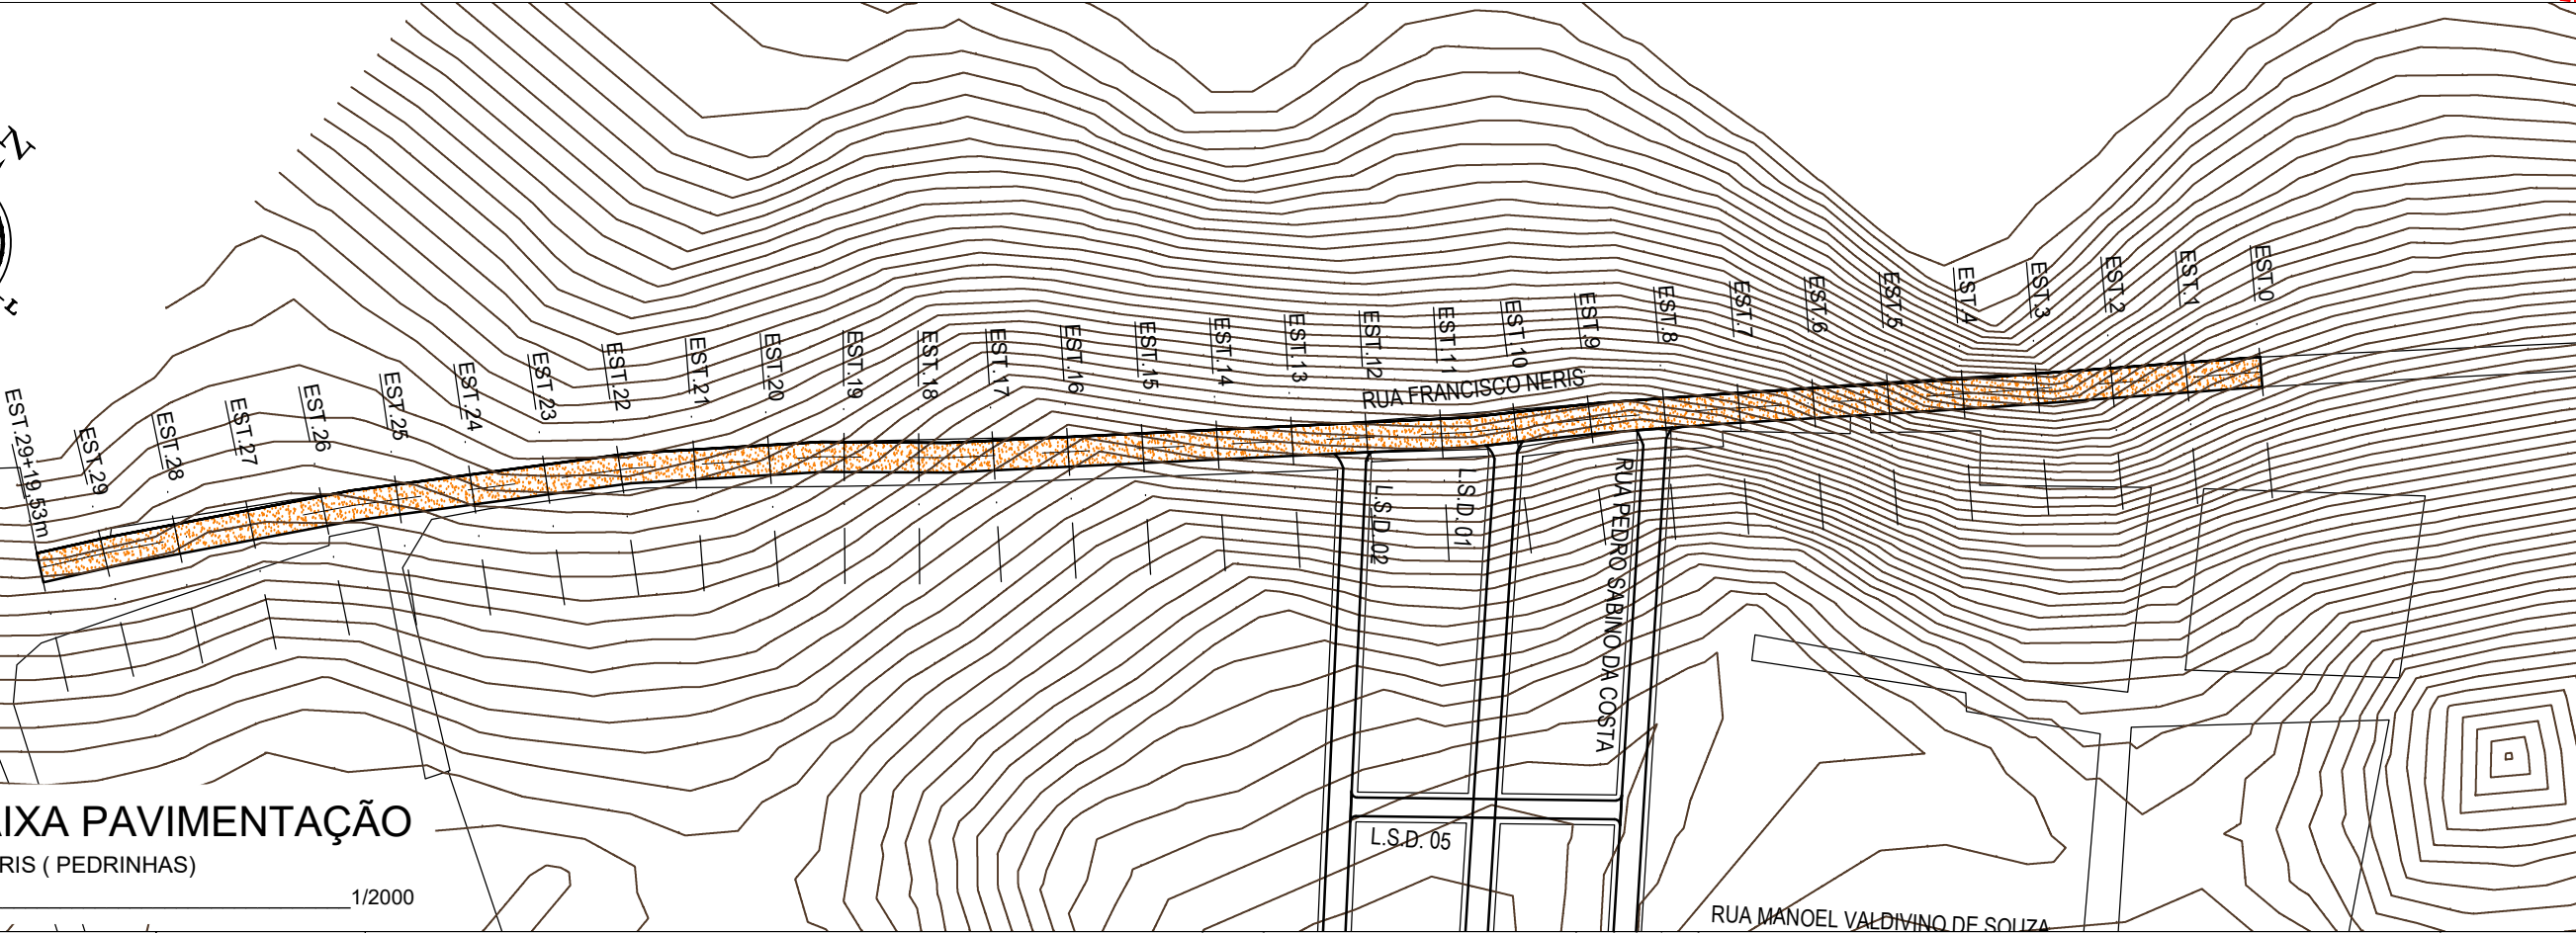 EST.29+19,53m
EST.29
EST.28
EST.27
EST.26
EST.25
EST.24
EST.23
EST.22
EST.21
EST.20
EST.19
EST.18
EST.17
EST.16
EST.15
EST.14
EST.13
EST.12
EST.11
EST.10
EST.9
EST.8
EST.7
EST.6
EST.5
EST.4
EST.3
EST.2
EST.1
EST.0
RUA FRANCISCO NERIS
L.S.D.02
L.S.D.01
RUA PEDRO SABINO DA COSTA
L.S.D. 05
RUA MANOEL VALDIVINO DE SOUZA
AIXA PAVIMENTAÇÃO
RIS ( PEDRINHAS)
1/2000